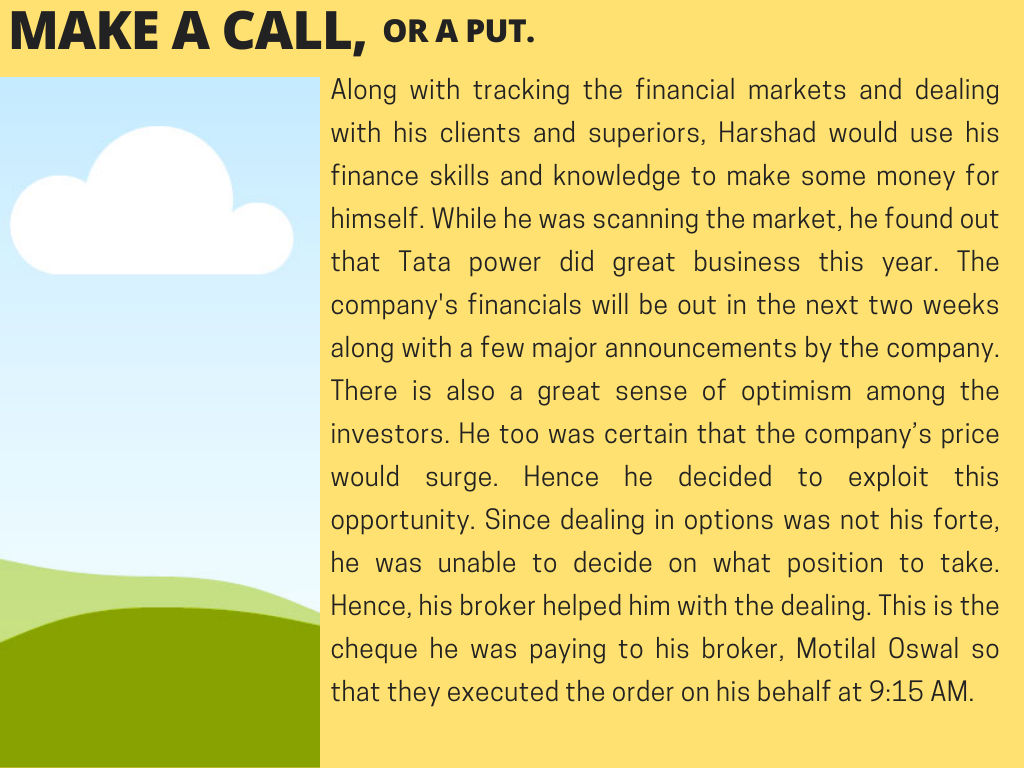 MAKE A CALL, OR A PUT.
Along with tracking the financial markets and dealing
with his clients and superiors, Harshad would use his
finance skills and knowledge to make some money for
himself. While he was scanning the market, he found out
that Tata power did great business this year. The
company's financials will be out in the next two weeks
along with a few major announcements by the company.
There is also a great sense of optimism among the
investors. He too was certain that the company’s price
would surge. Hence he decided to exploit this
opportunity. Since dealing in options was not his forte,
he was unable to decide on what position to take.
Hence, his broker helped him with the dealing. This is the
cheque he was paying to his broker, Motilal Oswal so
that they executed the order on his behalf at 9:15 AM.